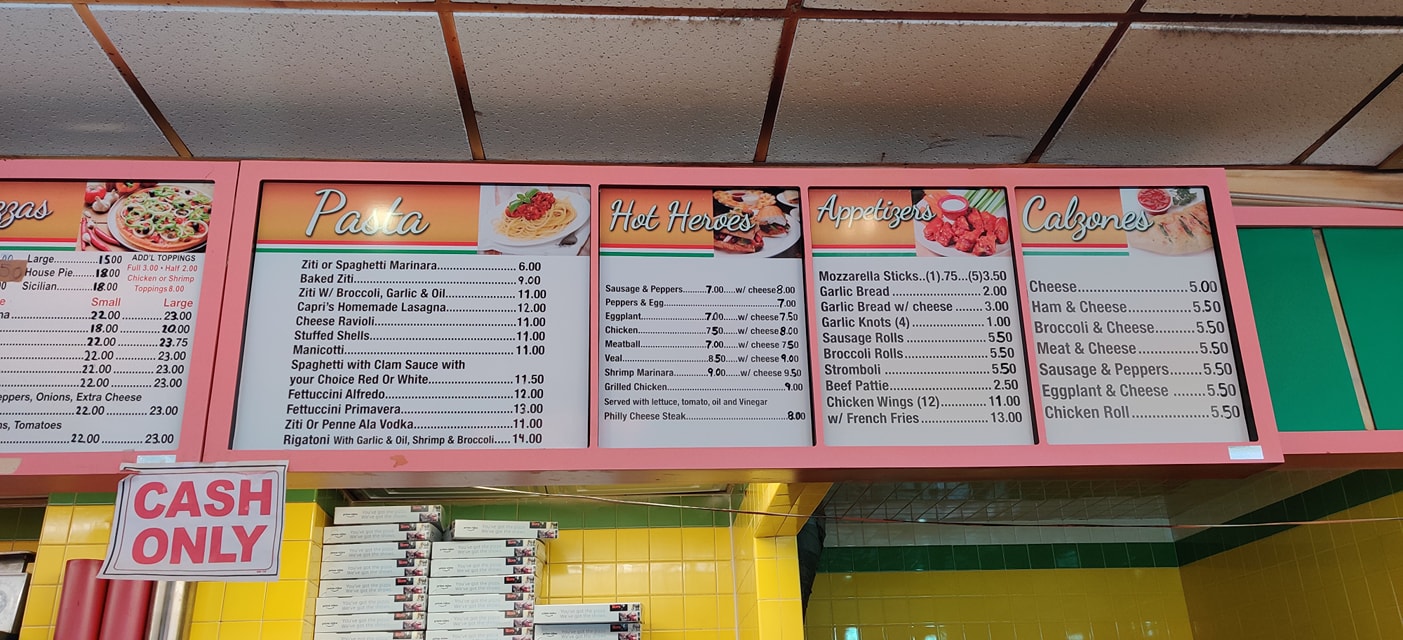 zzas
Large............15.00
House Pie.....18.00
Sicilian............18.00
ADD'L TOPPINGS
Full 3.00 • Half 2.00
Chicken or Shrimp
Toppings 8.00
Small Large
22.00 23.00
18.00 20.00
22.00 23.75
22.00 23.00
22.00 23.00
22.00 23.00
Onions, Extra Cheese
22.00 23.00
Tomatoes
22.00 23.00
Pasta
Ziti or Spaghetti Marinara........................ 6.00
Baked Ziti................................................9.00
Ziti W/ Broccoli, Garlic & Oil.....................11.00
Capri's Homemade Lasagna.....................12.00
Cheese Ravioli..........................................11.00
Stuffed Shells...........................................11.00
Manicotti..................................................11.00
Spaghetti with Clam Sauce with
your Choice Red Or White.........................11.50
Fettuccini Alfredo......................................12.00
Fettuccini Primavera..................................13.00
Ziti Or Penne Ala Vodka.............................11.00
Rigatoni With Garlic & Oil, Shrimp & Broccoli..... 14.00
Hot Heroes
Sausage & Peppers.........7.00.....w/ cheese 8.00
Peppers & Egg...............................7.00
Eggplant......................7.00.....w/ cheese 7.50
Chicken.......................7.50.....w/ cheese 8.00
Meatball......................7.00.....w/ cheese 7.50
Veal............................8.50.....w/ cheese 9.00
Shrimp Marinara..........9.00.....w/ cheese 9.50
Grilled Chicken..............................9.00
Served with lettuce, tomato, oil and Vinegar
Philly Cheese Steak.......................8.00
Appetizers
Mozzarella Sticks..(1).75...(5)3.50
Garlic Bread ........................ 2.00
Garlic Bread w/ cheese ........ 3.00
Garlic Knots (4) ................... 1.00
Sausage Rolls ..................... 5.50
Broccoli Rolls...................... 5.50
Stromboli ............................ 5.50
Beef Pattie .......................... 2.50
Chicken Wings (12).............. 11.00
w/ French Fries.................... 13.00
Calzones
Cheese........................5.00
Ham & Cheese...............5.50
Broccoli & Cheese..........5.50
Meat & Cheese..............5.50
Sausage & Peppers........5.50
Eggplant & Cheese.........5.50
Chicken Roll..................5.50
CASH
ONLY